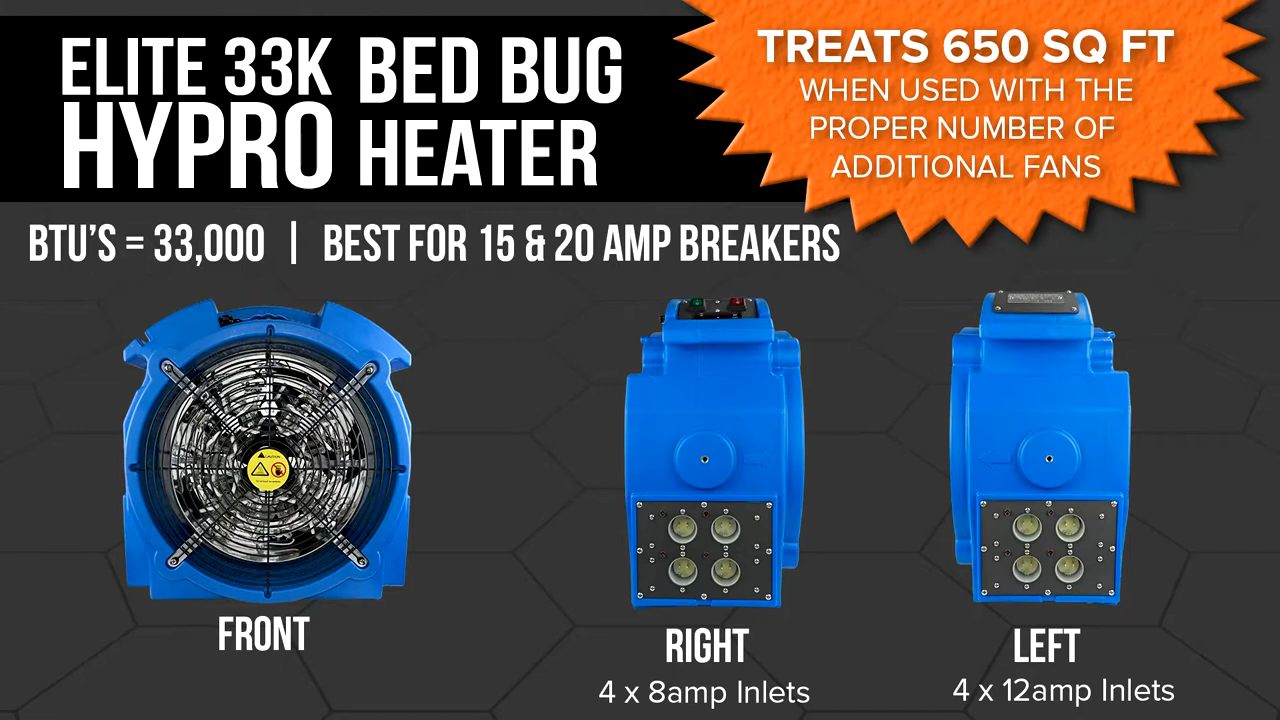 ELITE 33K
HYPRO
BED BUG
HEATER
TREATS 650 SQ FT
WHEN USED WITH THE
PROPER NUMBER OF
ADDITIONAL FANS
BTU'S = 33,000 | BEST FOR 15 & 20 AMP BREAKERS
CAUTION
FRONT
RIGHT
4 x 8amp Inlets
LEFT
4 x 12amp Inlets